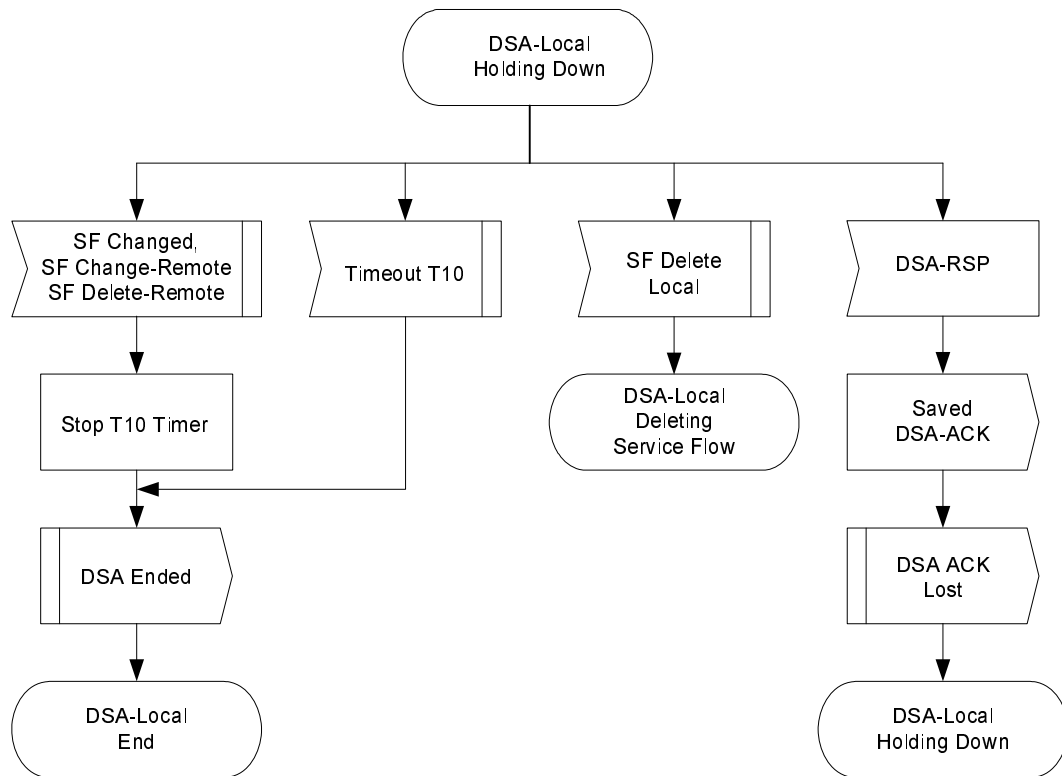 DSA-Local
Holding Down
SF Changed,
SF Change-Remote
SF Delete-Remote
Timeout T10
SF Delete
Local
DSA-RSP
Stop T10 Timer
DSA-Local
Deleting
Service Flow
Saved
DSA-ACK
DSA Ended
DSA ACK
Lost
DSA-Local
End
DSA-Local
Holding Down